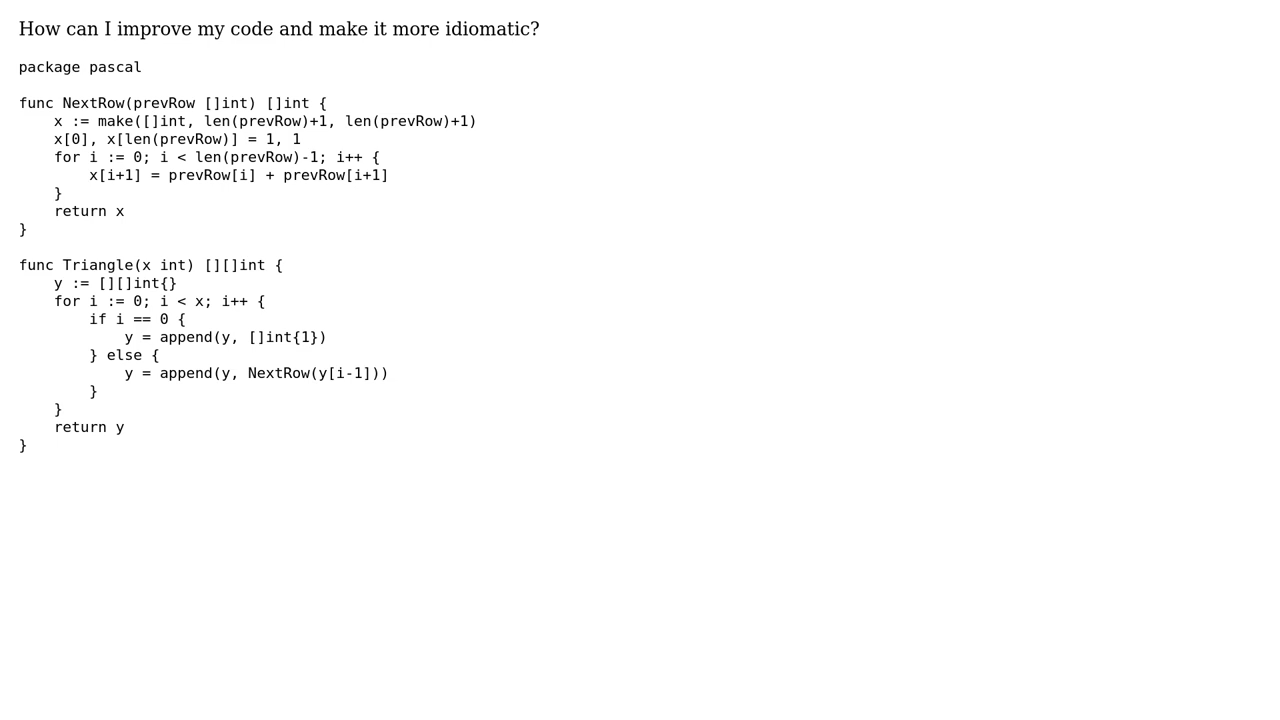 How can I improve my code and make it more idiomatic?
package pascal
func NextRow(prevRow []int) []int {
    x := make([]int, len(prevRow)+1, len(prevRow)+1)
    x[0], x[len(prevRow)] = 1, 1
    for i := 0; i < len(prevRow)-1; i++ {
        x[i+1] = prevRow[i] + prevRow[i+1]
    }
    return x
}
func Triangle(x int) [][]int {
    y := [][]int{}
    for i := 0; i < x; i++ {
        if i == 0 {
            y = append(y, []int{1})
        } else {
            y = append(y, NextRow(y[i-1]))
        }
    }
    return y
}